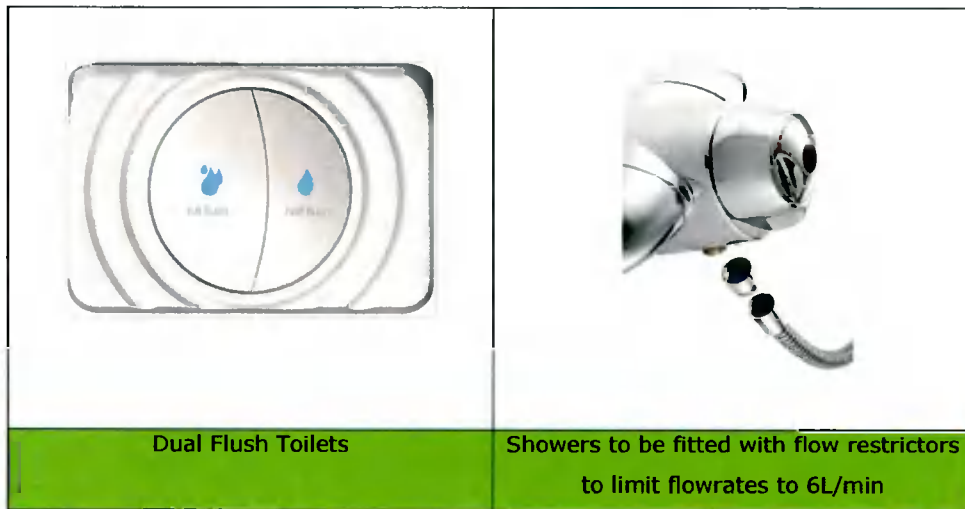 Dual Flush Toilets
Showers to be fitted with flow restrictors
to limit flowrates to 6L/min